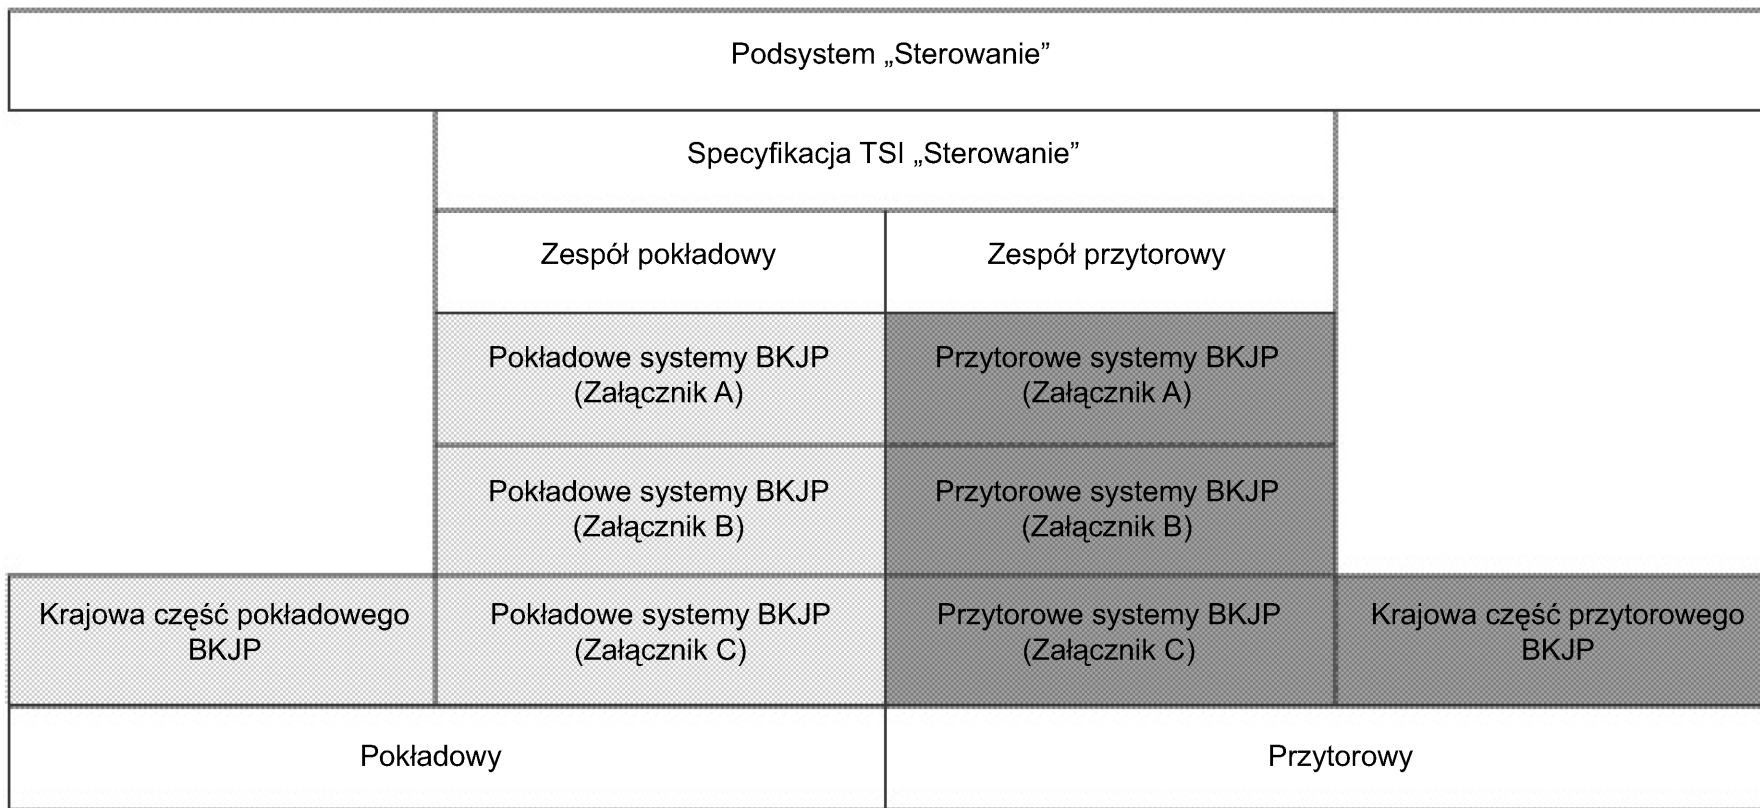 Podsystem „Sterowanie”
Specyfikacja TSI „Sterowanie”
Zespół pokładowy
Zespół przytorowy
Pokładowe systemy BKJP
(Załącznik A)
Przytorowe systemy BKJP
(Załącznik A)
Pokładowe systemy BKJP
(Załącznik B)
Przytorowe systemy BKJP
(Załącznik B)
Krajowa część pokładowego
BKJP
Pokładowe systemy BKJP
(Załącznik C)
Przytorowe systemy BKJP
(Załącznik C)
Krajowa część przytorowego
BKJP
Pokładowy
Przytorowy